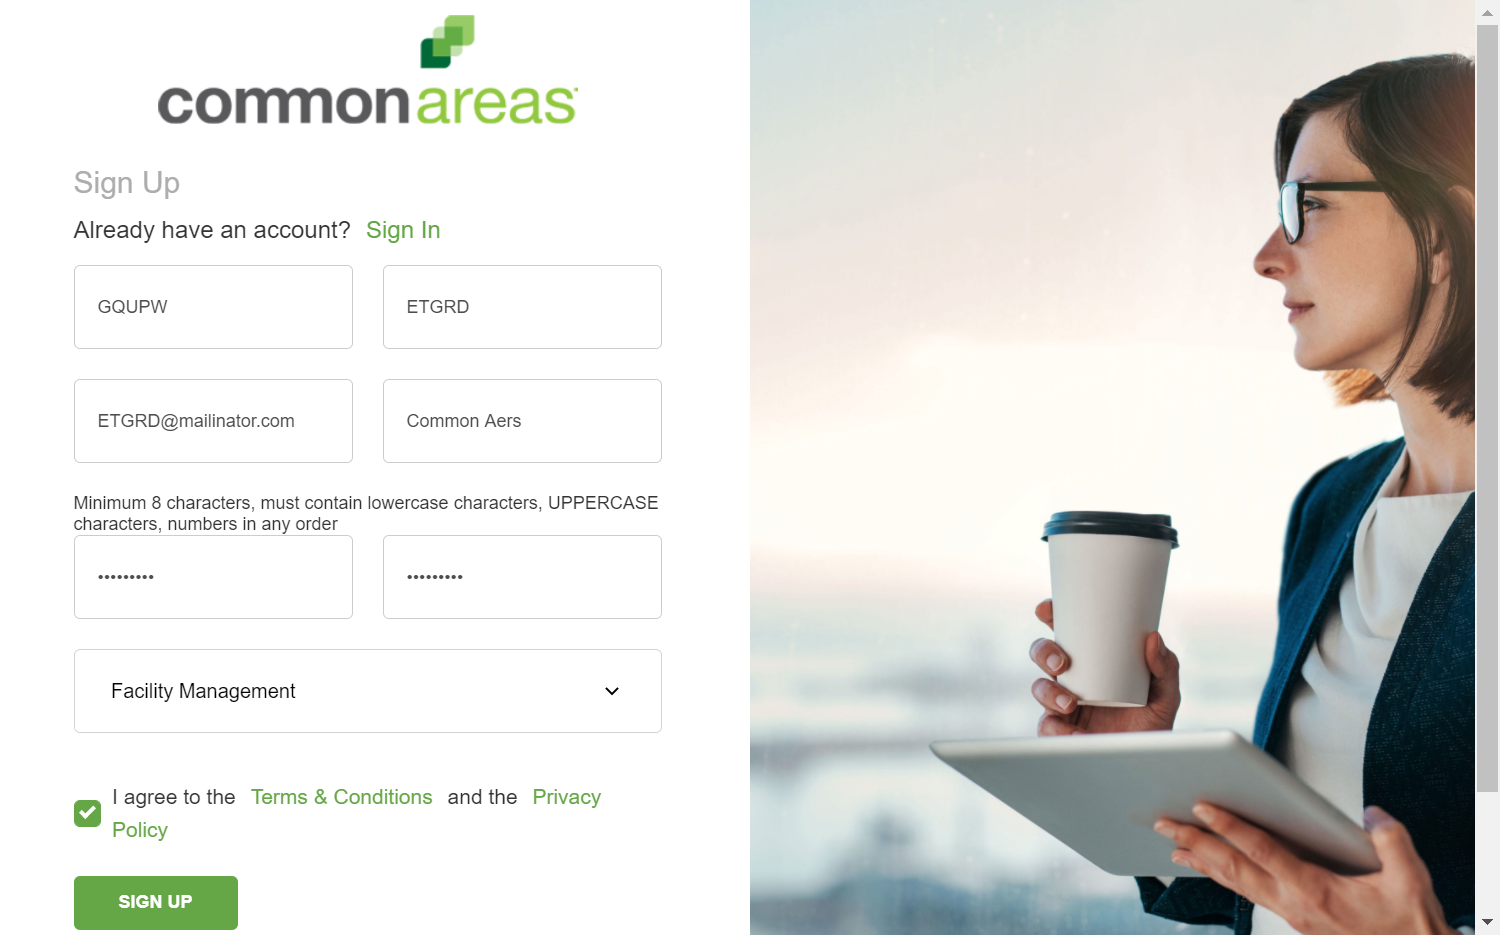 commonareas
Sign Up
Already have an account? Sign In
GQUPW
ETGRD
ETGRD@mailinator.com
Common Aers
Minimum 8 characters, must contain lowercase characters, UPPERCASE
characters, numbers in any order
•••••••••
•••••••••
Facility Management
I agree to the Terms & Conditions and the Privacy
Policy
SIGN UP